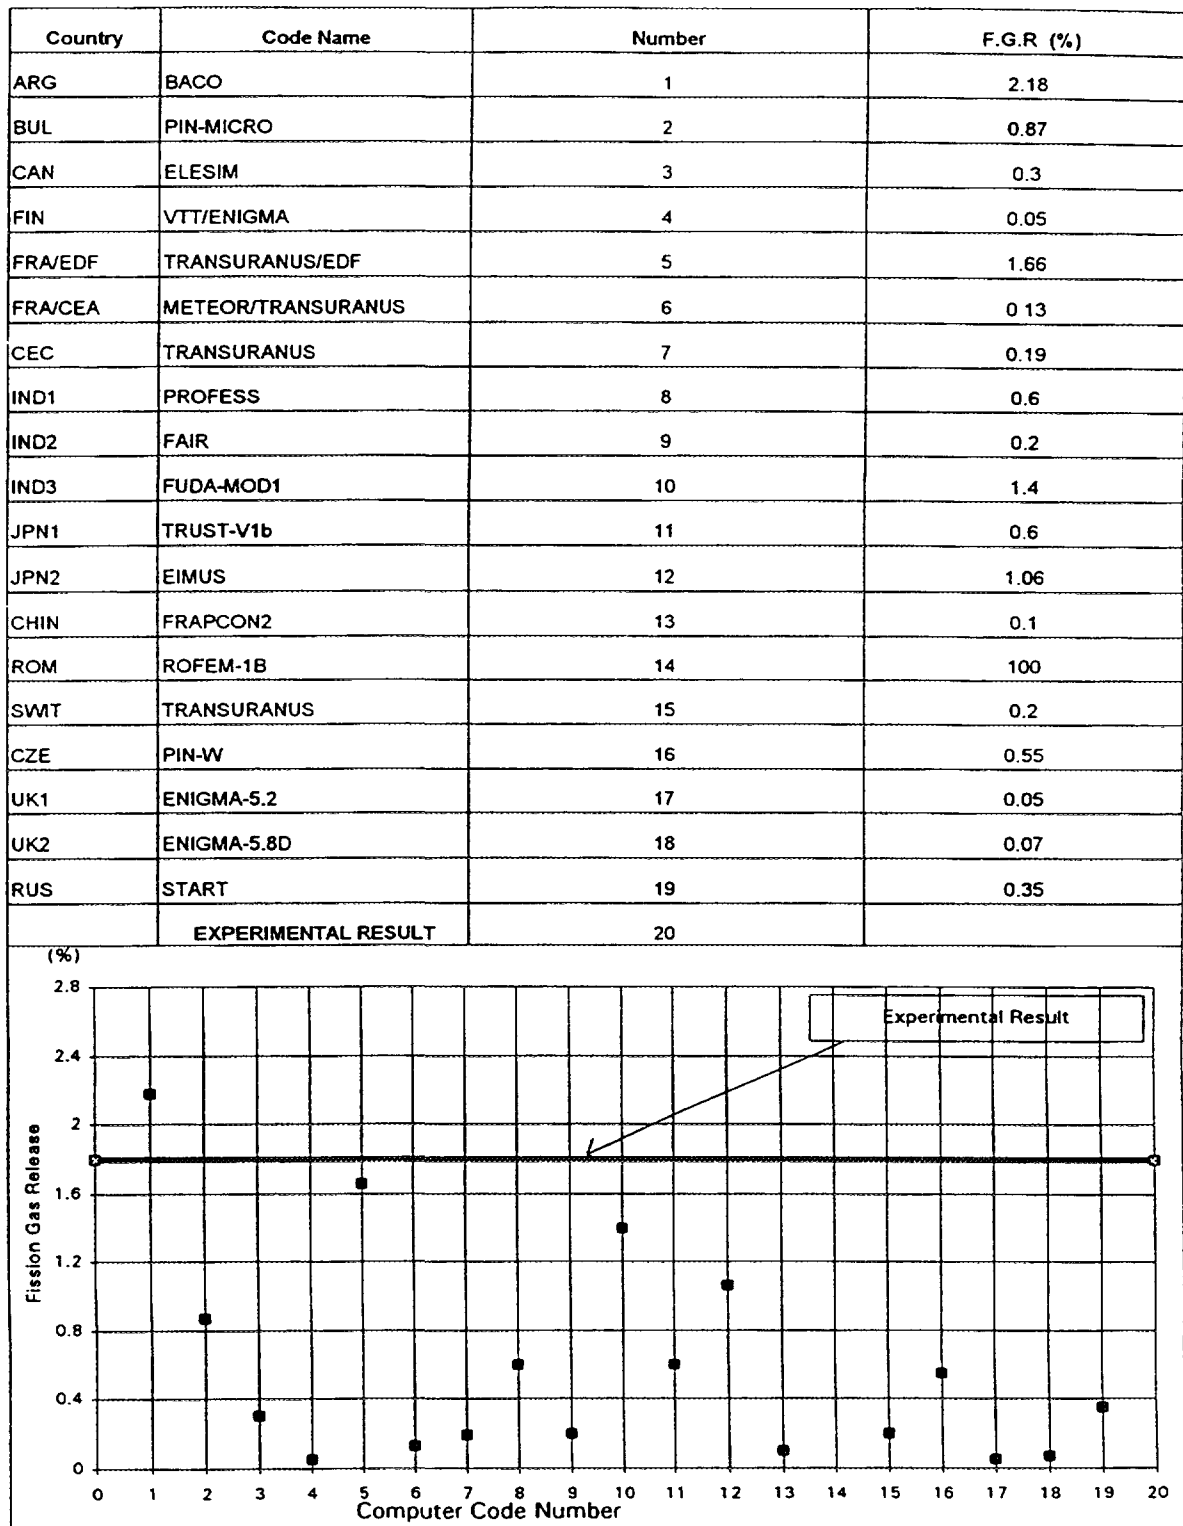 Country Code Name Number F.G.R (%)
ARG BACO 1 2.18
BUL PIN-MICRO 2 0.87
CAN ELESIM 3 0.3
FIN VTT/ENIGMA 4 0.05
FRA/EDF TRANSURANUS/EDF 5 1.66
FRA/CEA METEOR/TRANSURANUS 6 0 13
CEC TRANSURANUS 7 0.19
IND1 PROFESS 8 0.6
IND2 FAIR 9 0.2
IND3 FUDA-MOD1 10 1.4
JPN1 TRUST-V1b 11 0.6
JPN2 EIMUS 12 1.06
CHIN FRAPCON2 13 0.1
ROM ROFEM-1B 14 100
SWIT TRANSURANUS 15 0.2
CZE PIN-W 16 0.55
UK1 ENIGMA-5.2 17 0.05
UK2 ENIGMA-5.8D 18 0.07
RUS START 19 0.35
EXPERIMENTAL RESULT 20
(%)
2.8
Experimental Result
2.4
2
1.6
1.2
0.8
0.4
0
Fission Gas Release
0 1 2 3 4 5 6 7 8 9 10 11 12 13 14 15 16 17 18 19 20
Computer Code Number